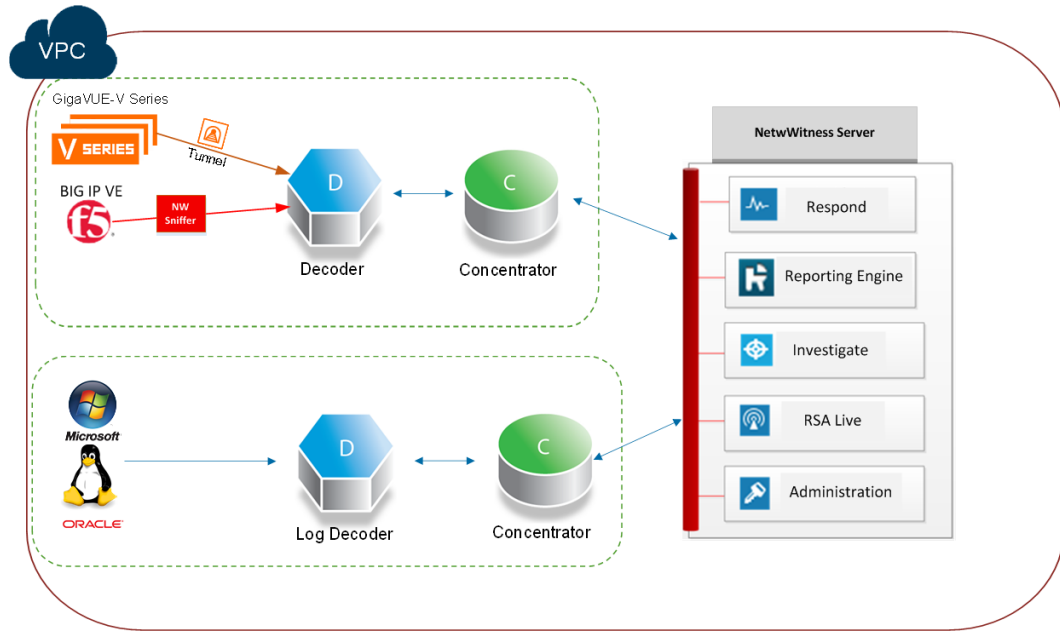 VPC
GigaVUE-V Series
V SERIES
Tunnel
BIG IP VE
f5
NW
Sniffer
D
Decoder
C
Concentrator
NetwWitness Server
Respond
Reporting Engine
Investigate
RSA Live
Administration
Microsoft
ORACLE
D
Log Decoder
C
Concentrator